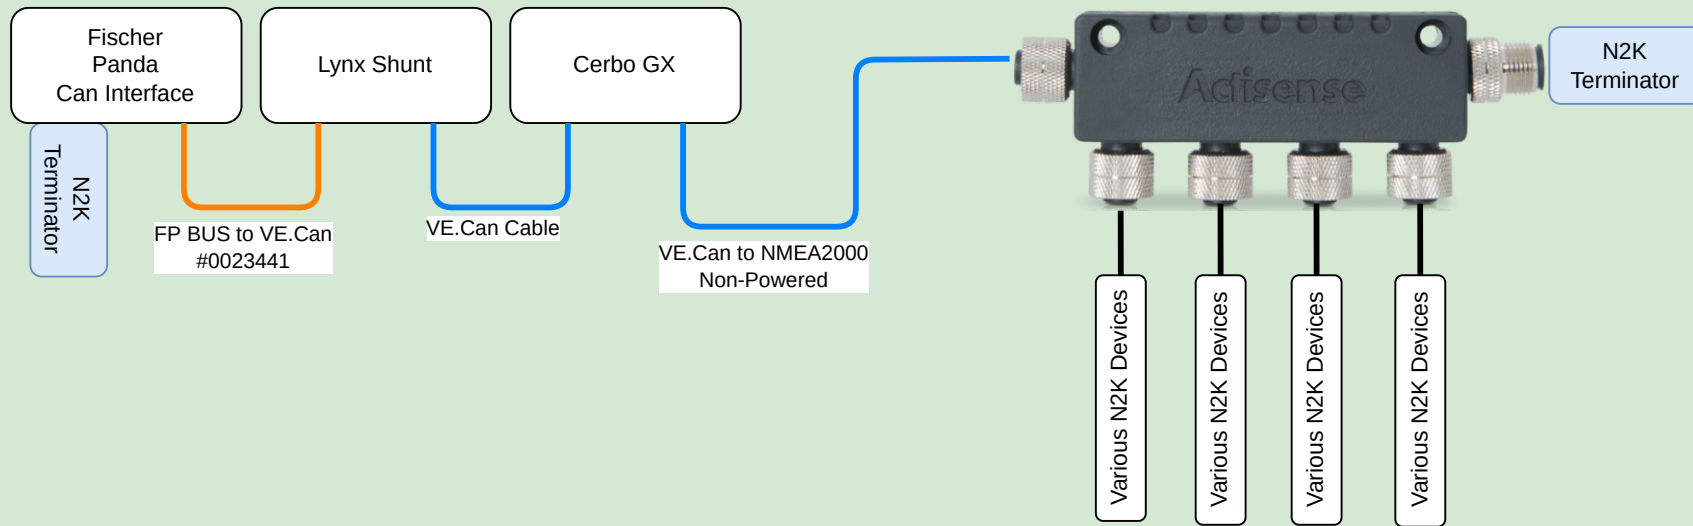 Fischer
Panda
Can Interface
Lynx Shunt
Cerbo GX
Actisense
N2K
Terminator
N2K
Terminator
FP BUS to VE.Can
#0023441
VE.Can Cable
VE.Can to NMEA2000
Non-Powered
Various N2K Devices
Various N2K Devices
Various N2K Devices
Various N2K Devices